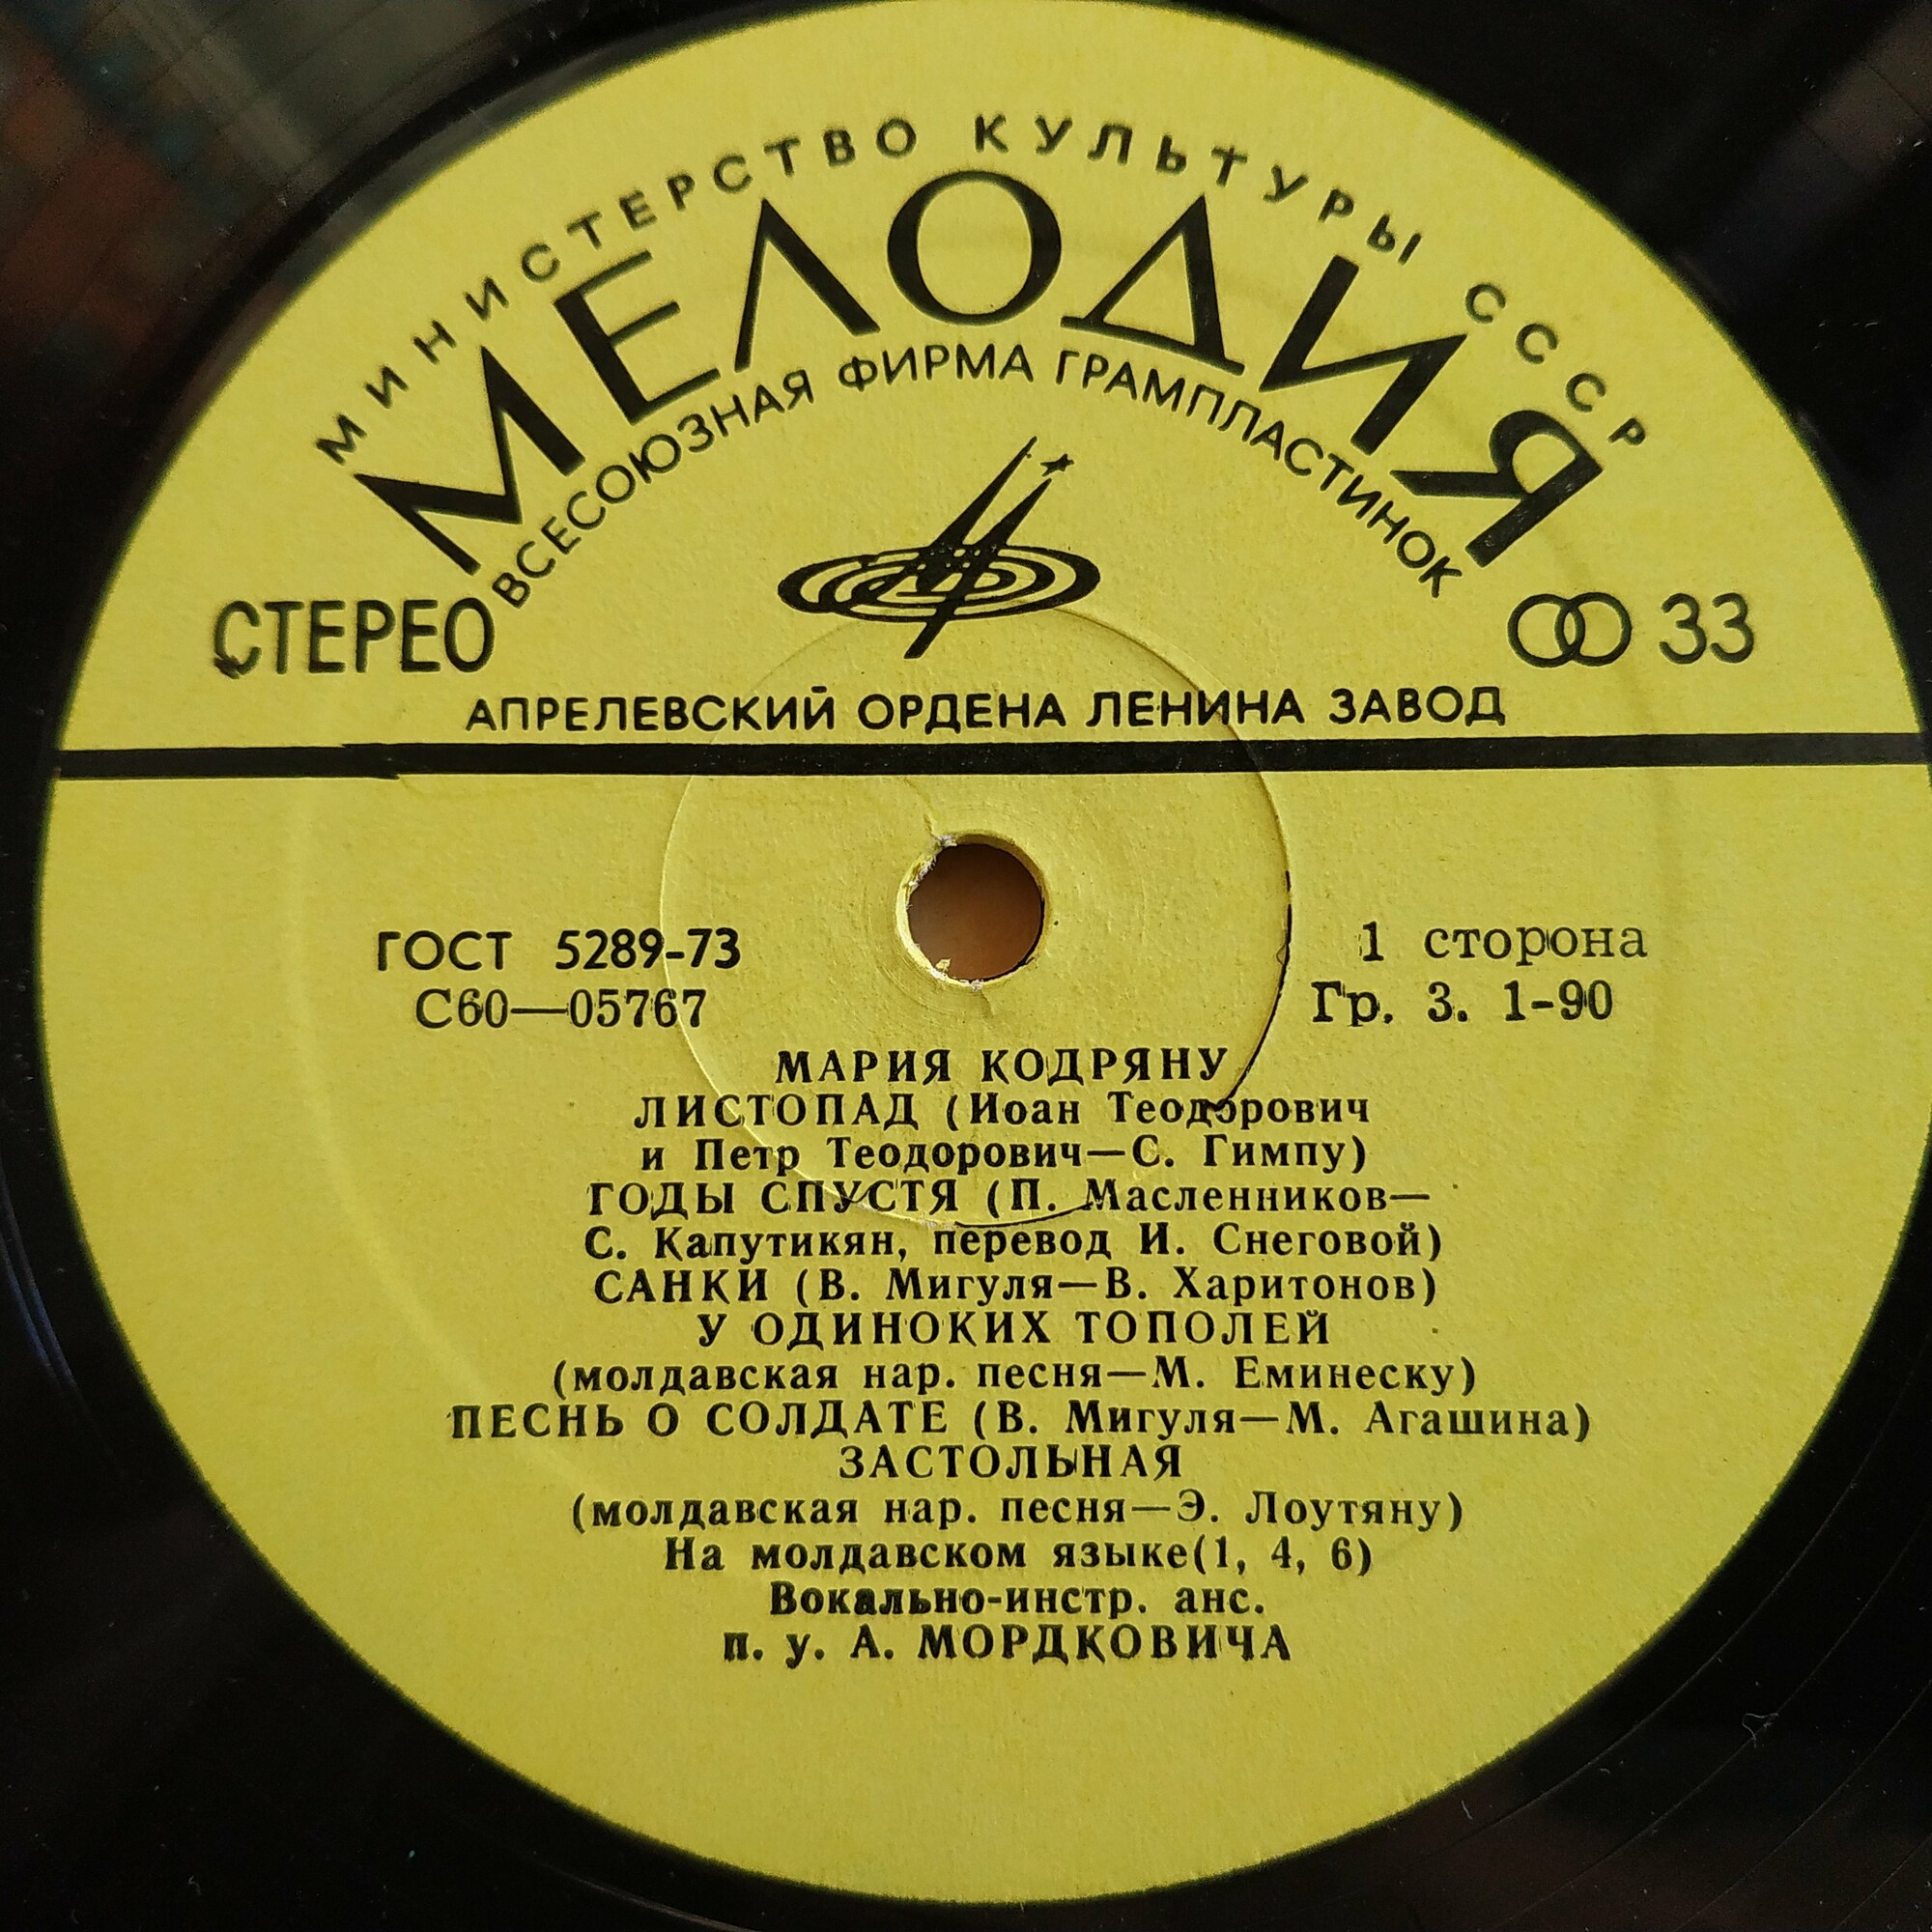 МИНИСТЕРСТВО КУЛЬТУРЫ СССР
МЕЛОДИЯ
ВСЕСОЮЗНАЯ ФИРМА ГРАМПЛАСТИНОК
СТЕРЕО 33
АПРЕЛЕВСКИЙ ОРДЕНА ЛЕНИНА ЗАВОД
ГОСТ 5289-73 1 сторона
С60—05767 Гр. 3. 1-90
МАРИЯ КОДРЯНУ
ЛИСТОПАД (Иоан Теодорович
и Петр Теодорович—С. Гимпу)
ГОДЫ СПУСТЯ (П. Масленников—
С. Капутикян, перевод И. Снеговой)
САНКИ (В. Мигуля—В. Харитонов)
У ОДИНОКИХ ТОПОЛЕЙ
(молдавская нар. песня—М. Еминеску)
ПЕСНЬ О СОЛДАТЕ (В. Мигуля—М. Агашина)
ЗАСТОЛЬНАЯ
(молдавская нар. песня—Э. Лоутяну)
На молдавском языке(1, 4, 6)
Вокально-инстр. анс.
п. у. А. МОРДКОВИЧА